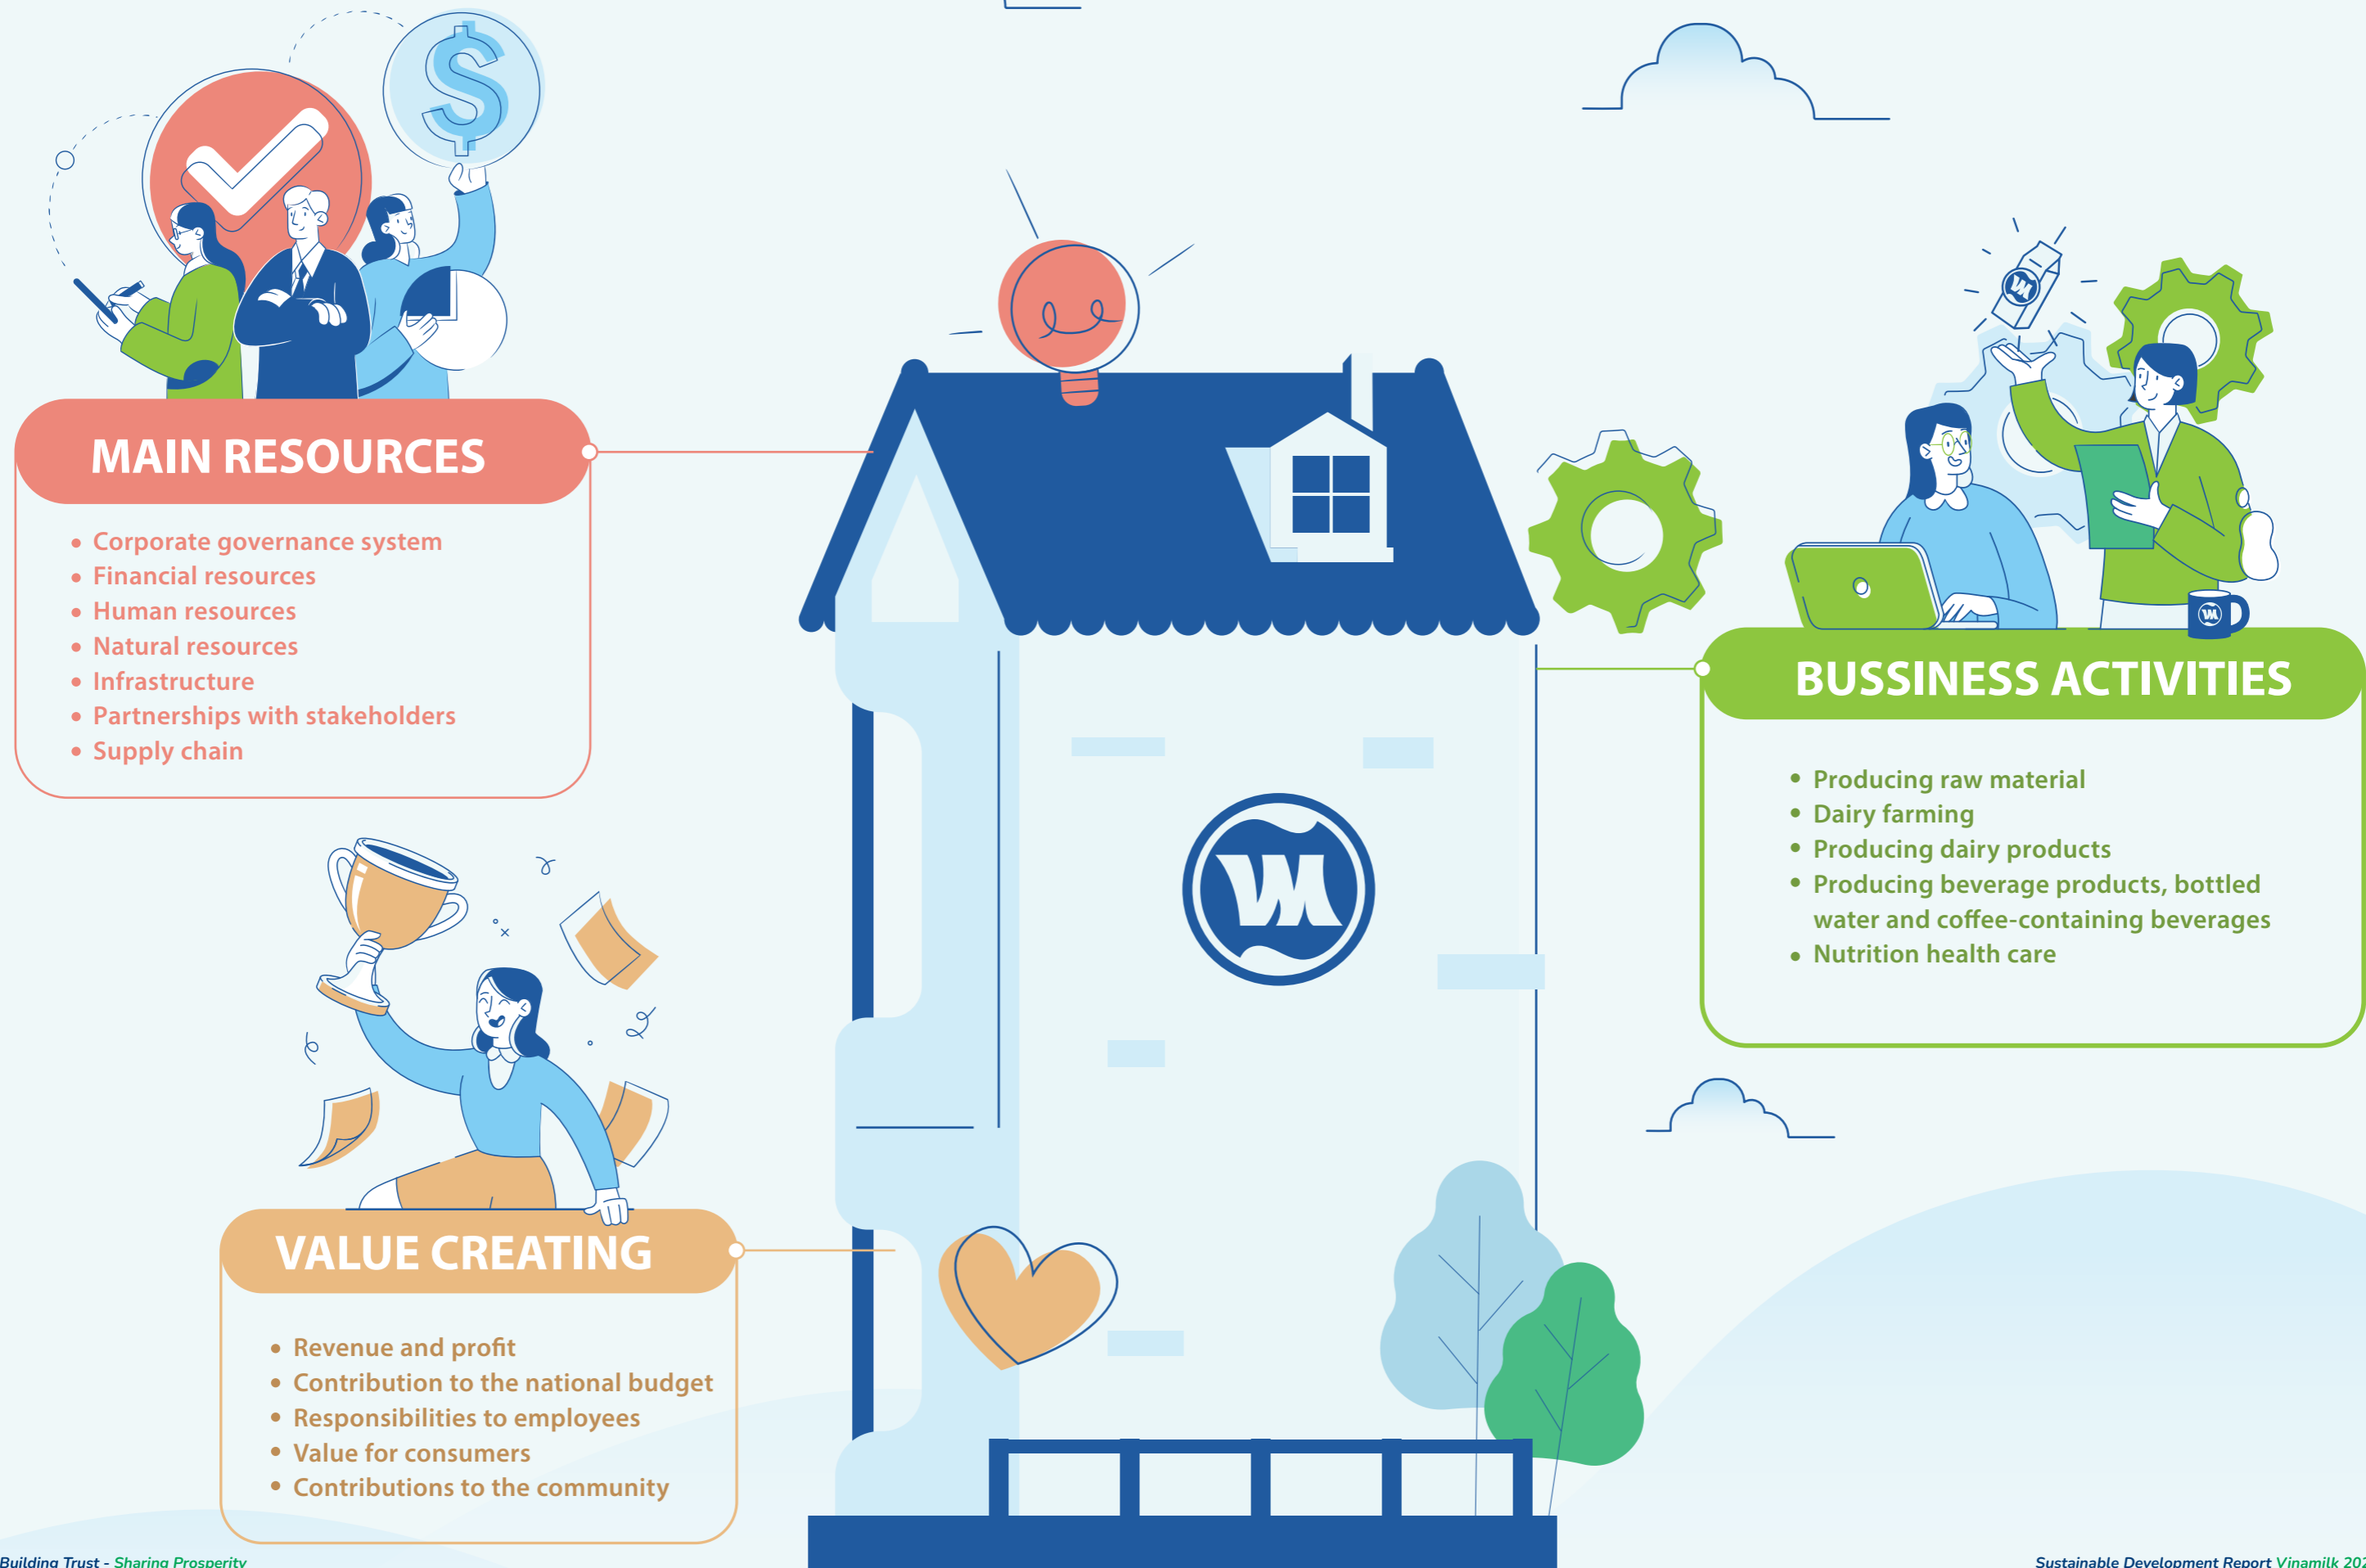 MAIN RESOURCES
• Corporate governance system
• Financial resources
• Human resources
• Natural resources
• Infrastructure
• Partnerships with stakeholders
• Supply chain
BUSSINESS ACTIVITIES
• Producing raw material
• Dairy farming
• Producing dairy products
• Producing beverage products, bottled
water and coffee-containing beverages
• Nutrition health care
VM
VALUE CREATING
• Revenue and profit
• Contribution to the national budget
• Responsibilities to employees
• Value for consumers
• Contributions to the community
Building Trust - Sharing Prosperity
Sustainable Development Report Vinamilk